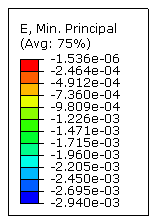 E, Min. Principal
(Avg: 75%)
-1.536e-06
-2.464e-04
-4.912e-04
-7.360e-04
-9.809e-04
-1.226e-03
-1.471e-03
-1.715e-03
-1.960e-03
-2.205e-03
-2.450e-03
-2.695e-03
-2.940e-03